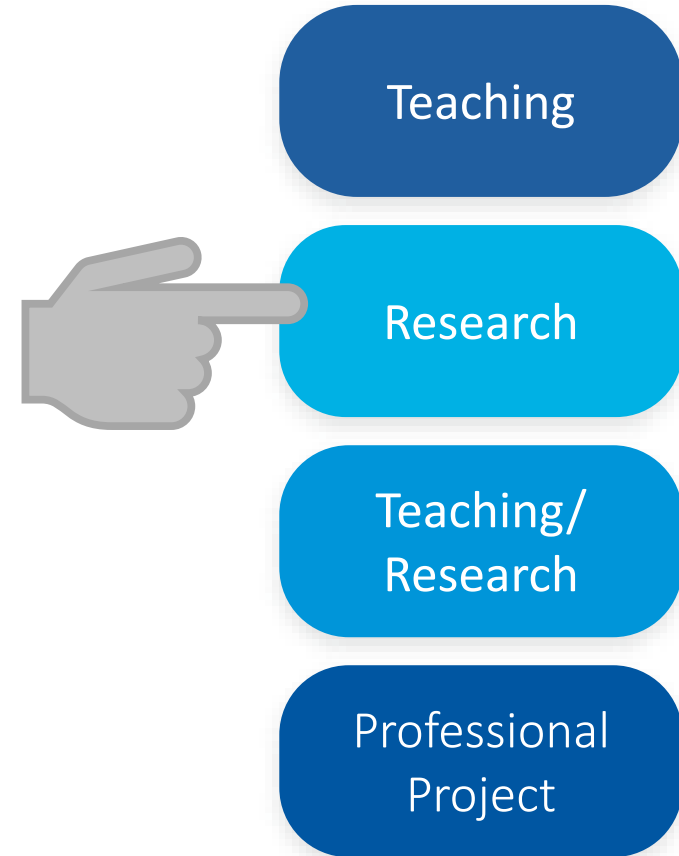 Teaching
Research
Teaching/
Research
Professional
Project